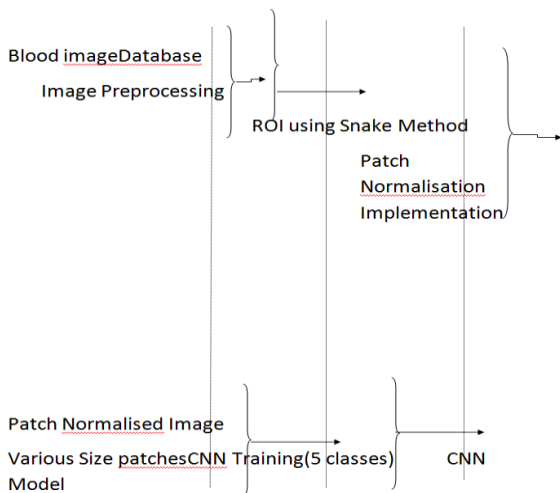 Blood imageDatabase
Image Preprocessing
ROI using Snake Method
Patch
Normalisation
Implementation
Patch Normalised Image
Various Size patchesCNN Training(5 classes) CNN
Model